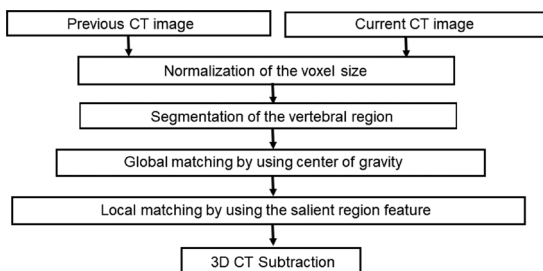 Previous CT image
Current CT image
Normalization of the voxel size
Segmentation of the vertebral region
Global matching by using center of gravity
Local matching by using the salient region feature
3D CT Subtraction